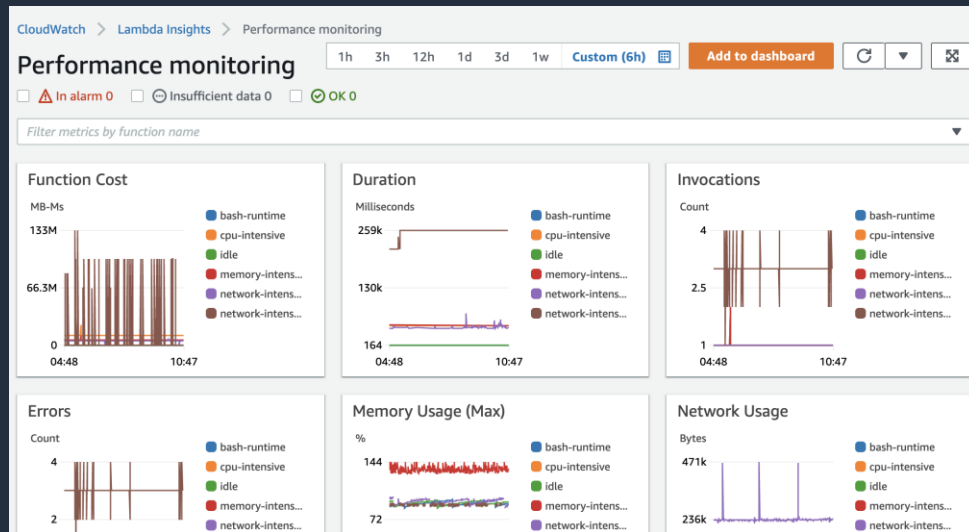 CloudWatch > Lambda Insights > Performance monitoring
Performance monitoring
1h 3h 12h 1d 3d 1w Custom (6h)
Add to dashboard
In alarm 0 Insufficient data 0 OK 0
Filter metrics by function name
Function Cost
MB-Ms
133M
66.3M
0
04:48 10:47
bash-runtime
cpu-intensive
idle
memory-intens...
network-intens...
network-intens...
Duration
Milliseconds
259k
130k
164
04:48 10:47
bash-runtime
cpu-intensive
idle
memory-intens...
network-intens...
network-intens...
Invocations
Count
4
2.5
1
04:48 10:47
bash-runtime
cpu-intensive
idle
memory-intens...
network-intens...
network-intens...
Errors
Count
4
2
bash-runtime
cpu-intensive
idle
memory-intens...
network-intens...
Memory Usage (Max)
%
144
72
bash-runtime
cpu-intensive
idle
memory-intens...
network-intens...
Network Usage
Bytes
471k
236k
bash-runtime
cpu-intensive
idle
memory-intens...
network-intens...